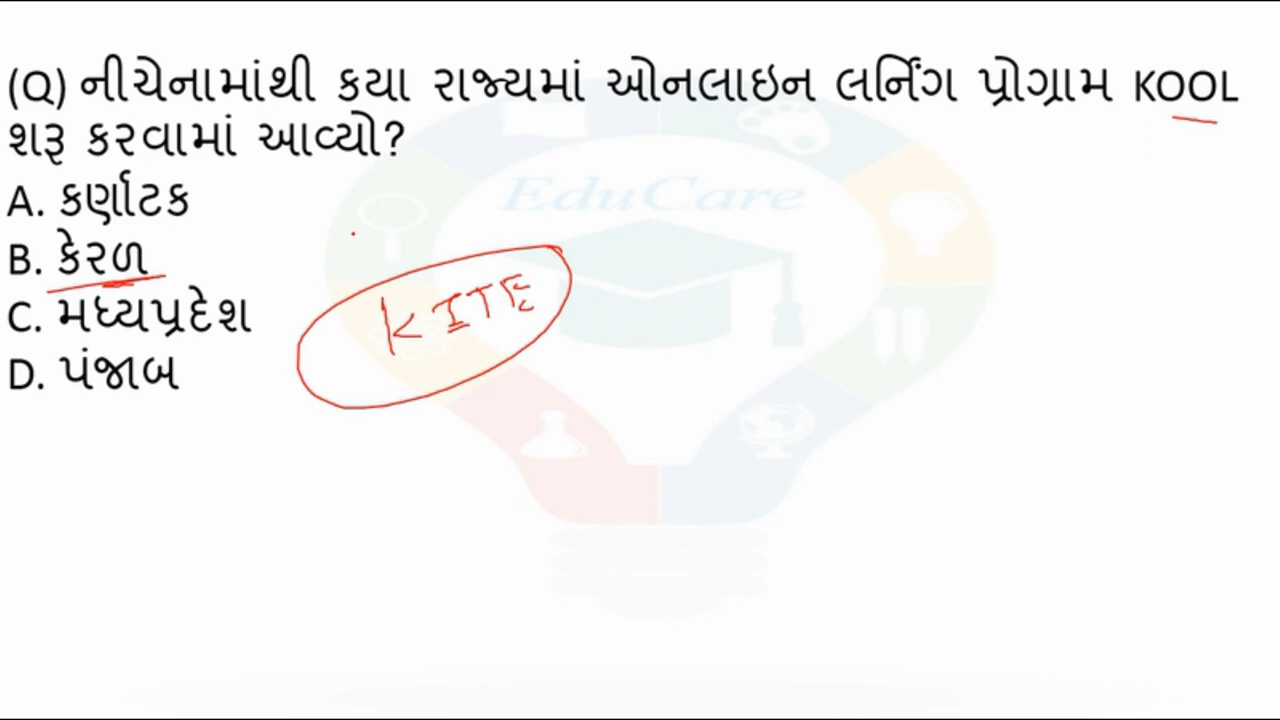 (Q) નીચેનામાંથી કયા રાજ્યમાં ઓનલાઇન લર્નિંગ પ્રોગ્રામ KOOL
શરૂ કરવામાં આવ્યો?
EduCare
A. કર્ણાટક
B. કેરળ
C. મધ્યપ્રદેશ
KITE
D. પંજાબ